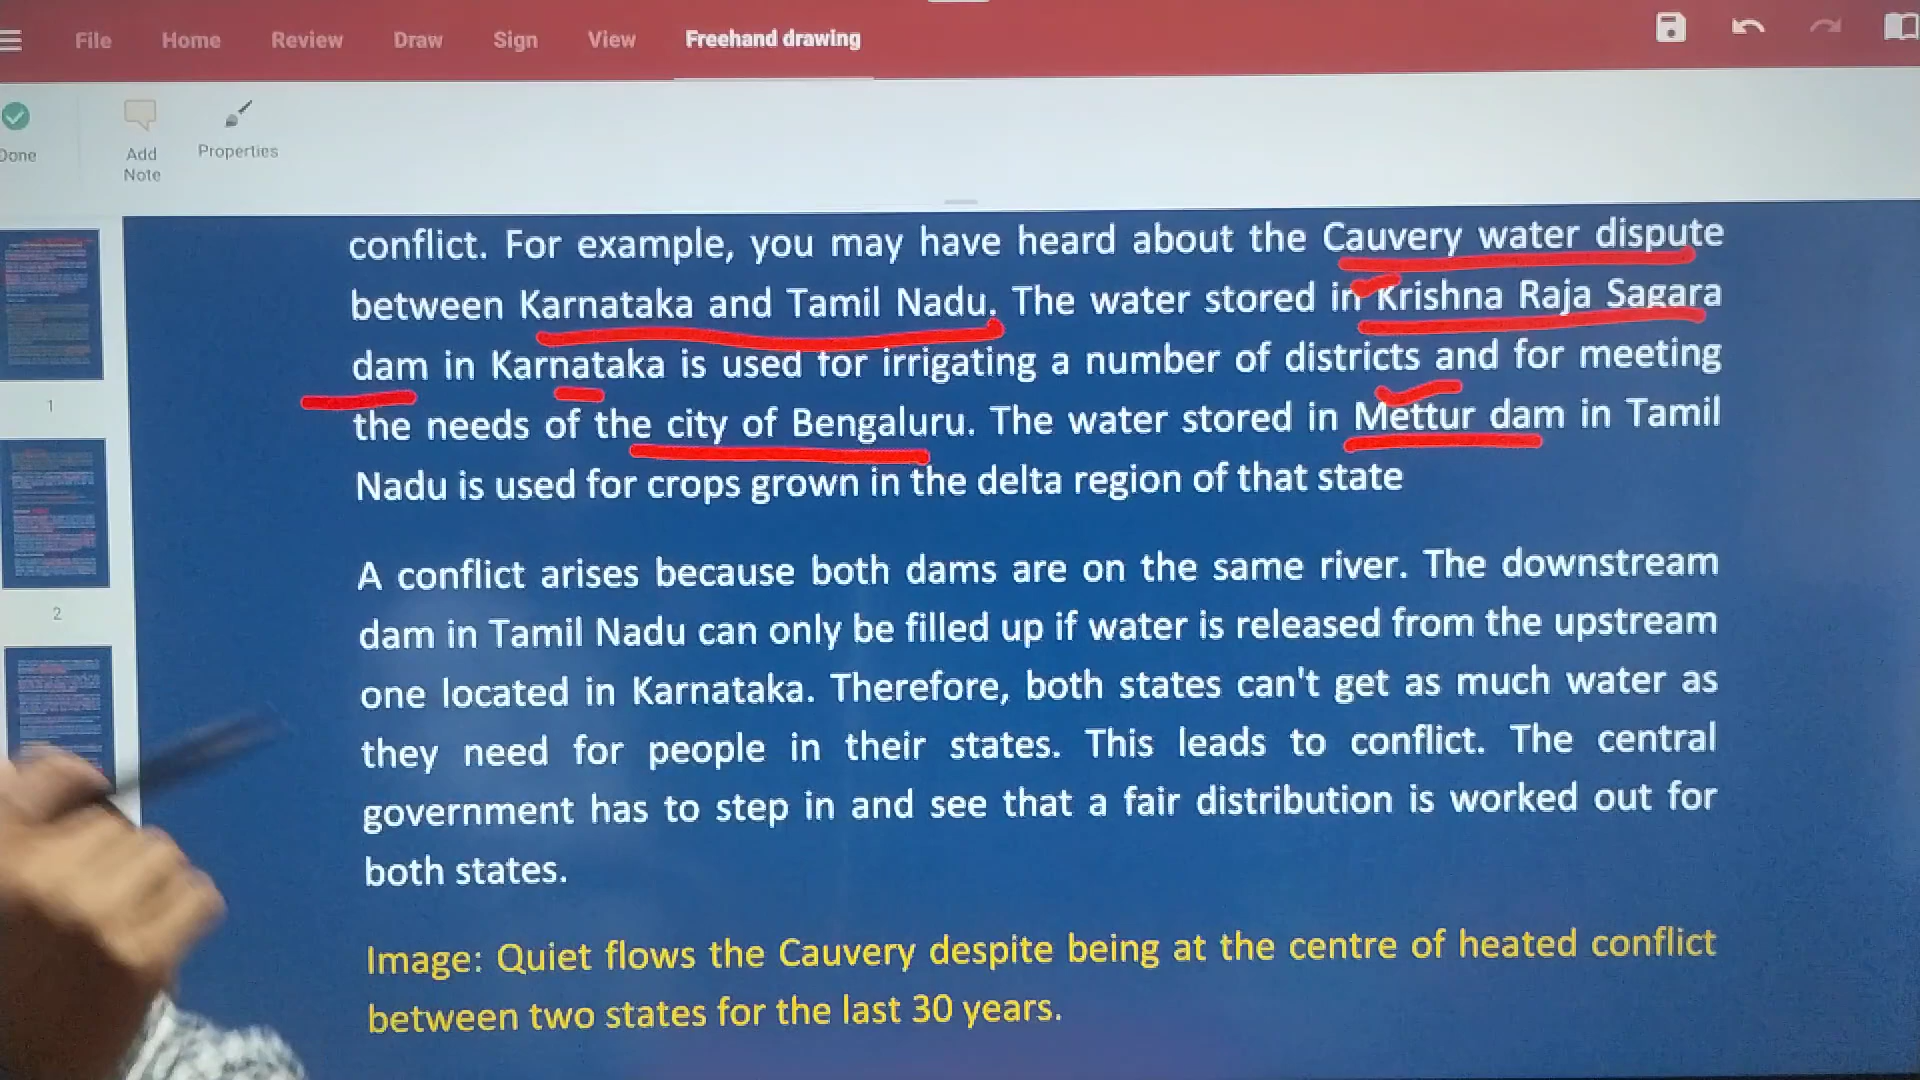 File Home Review Draw Sign View Freehand drawing
Done Add Note Properties
conflict. For example, you may have heard about the Cauvery water dispute
between Karnataka and Tamil Nadu. The water stored in Krishna Raja Sagara
dam in Karnataka is used for irrigating a number of districts and for meeting
the needs of the city of Bengaluru. The water stored in Mettur dam in Tamil
Nadu is used for crops grown in the delta region of that state
A conflict arises because both dams are on the same river. The downstream
dam in Tamil Nadu can only be filled up if water is released from the upstream
one located in Karnataka. Therefore, both states can't get as much water as
they need for people in their states. This leads to conflict. The central
government has to step in and see that a fair distribution is worked out for
both states.
Image: Quiet flows the Cauvery despite being at the centre of heated conflict
between two states for the last 30 years.
1
2